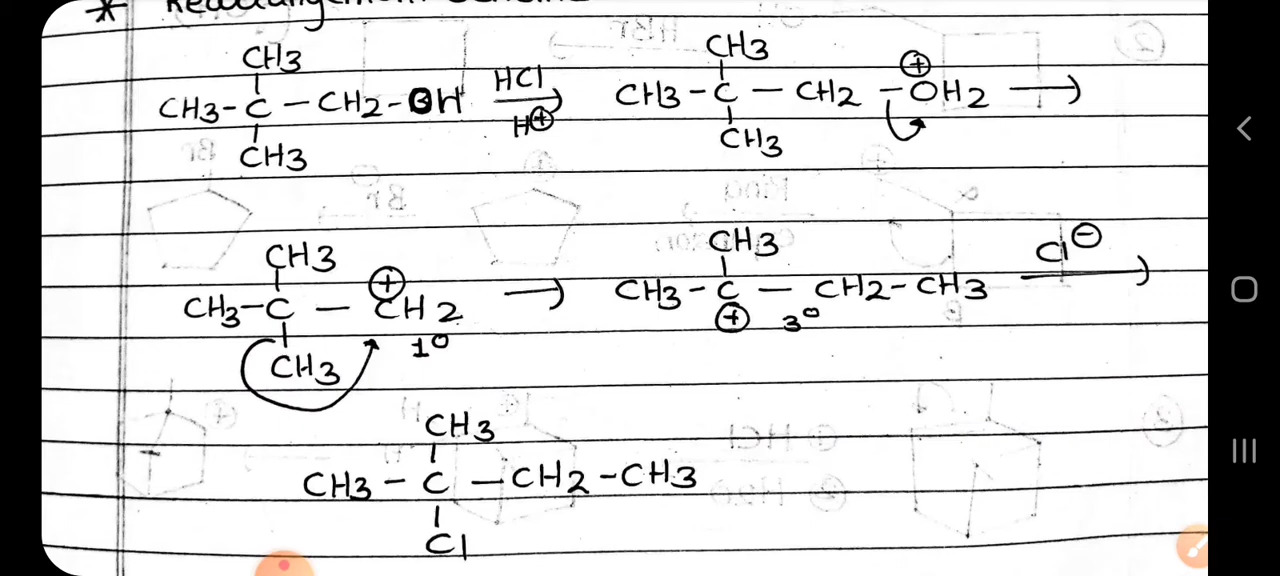 CH3 CH3
CH3-C-CH2-OH HCl H⊕ → CH3-C-CH2-OH2 ⊕ →
CH3 CH3
CH3 CH3
CH3-C-CH2 ⊕ 1° → CH3-C-CH2-CH3 ⊕ 3° Cl⊖ →
CH3
CH3
CH3-C-CH2-CH3
Cl